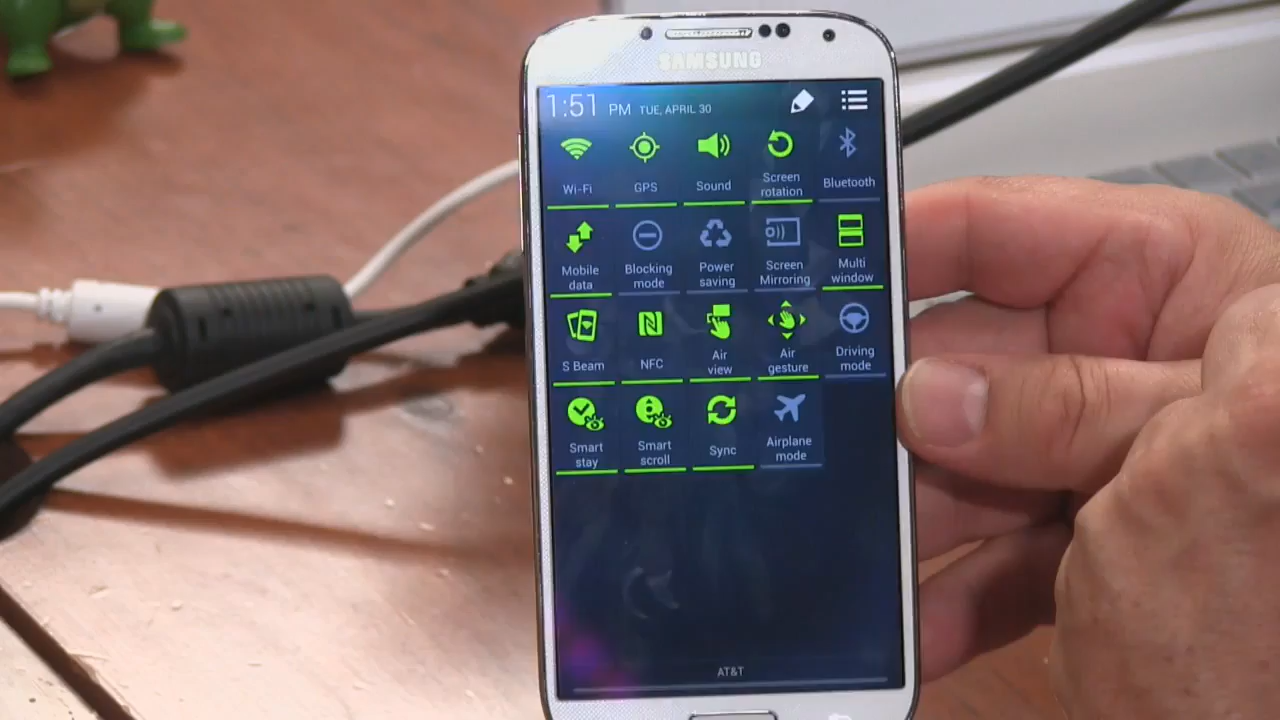 SAMSUNG
1:51 PM TUE, APRIL 30
Wi-Fi
GPS
Sound
Screen
rotation
Bluetooth
Mobile
data
Blocking
mode
Power
saving
Screen
Mirroring
Multi
window
S Beam
NFC
Air
view
Air
gesture
Driving
mode
Smart
stay
Smart
scroll
Sync
Airplane
mode
AT&T